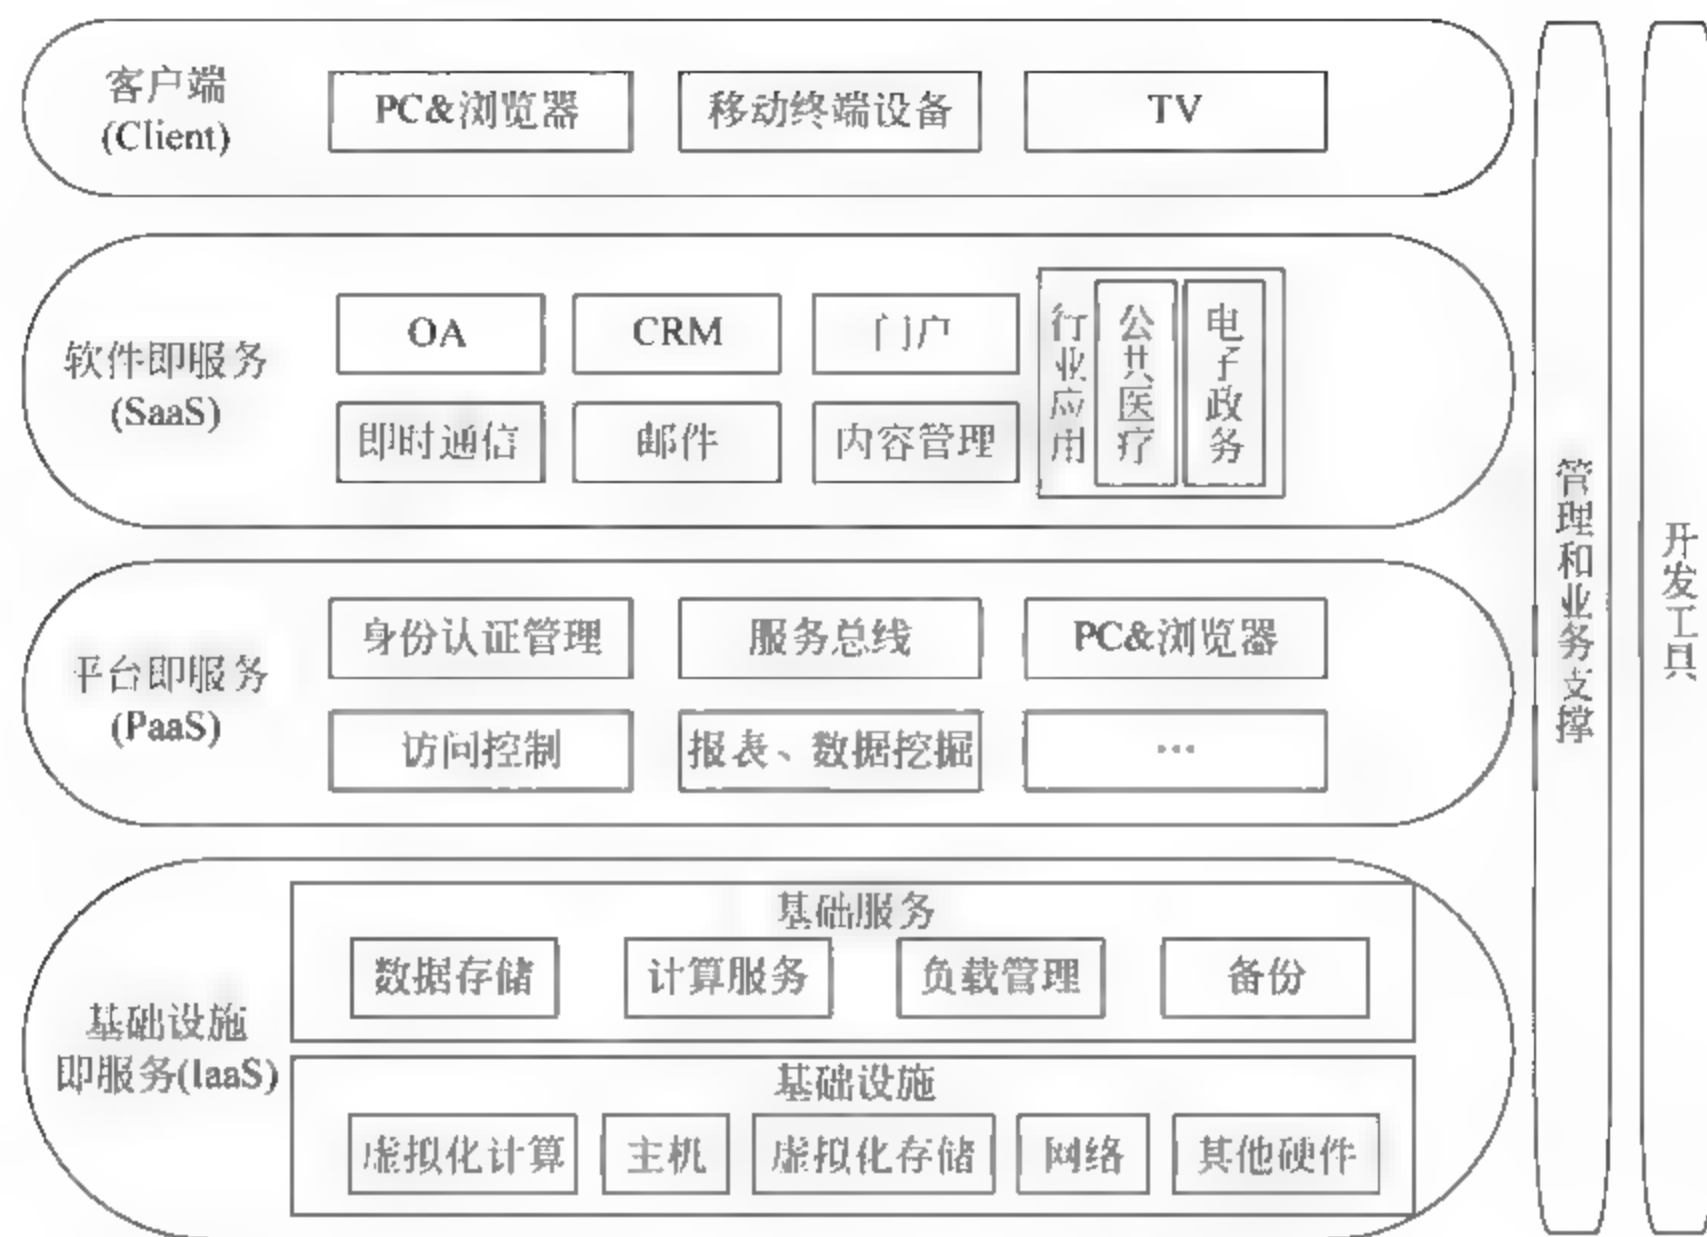 客户端
(Client)
PC&浏览器
移动终端设备
TV
软件即服务
(SaaS)
OA
CRM
门户
即时通信
邮件
内容管理
行业应用
公共医疗
电子政务
平台即服务
(PaaS)
身份认证管理
服务总线
PC&浏览器
访问控制
报表、数据挖掘
…
基础设施
即服务(IaaS)
基础服务
数据存储
计算服务
负载管理
备份
基础设施
虚拟化计算
主机
虚拟化存储
网络
其他硬件
管理和业务支撑
开发工具